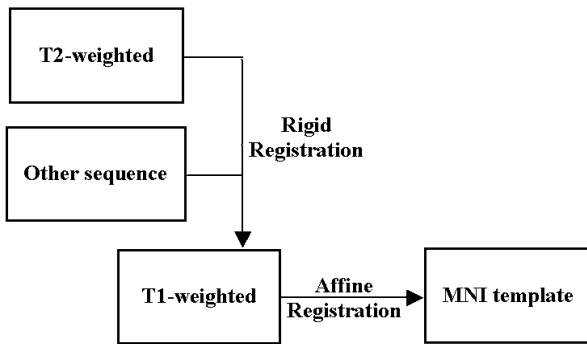 T2-weighted
Rigid
Registration
Other sequence
T1-weighted
Affine
Registration
MNI template